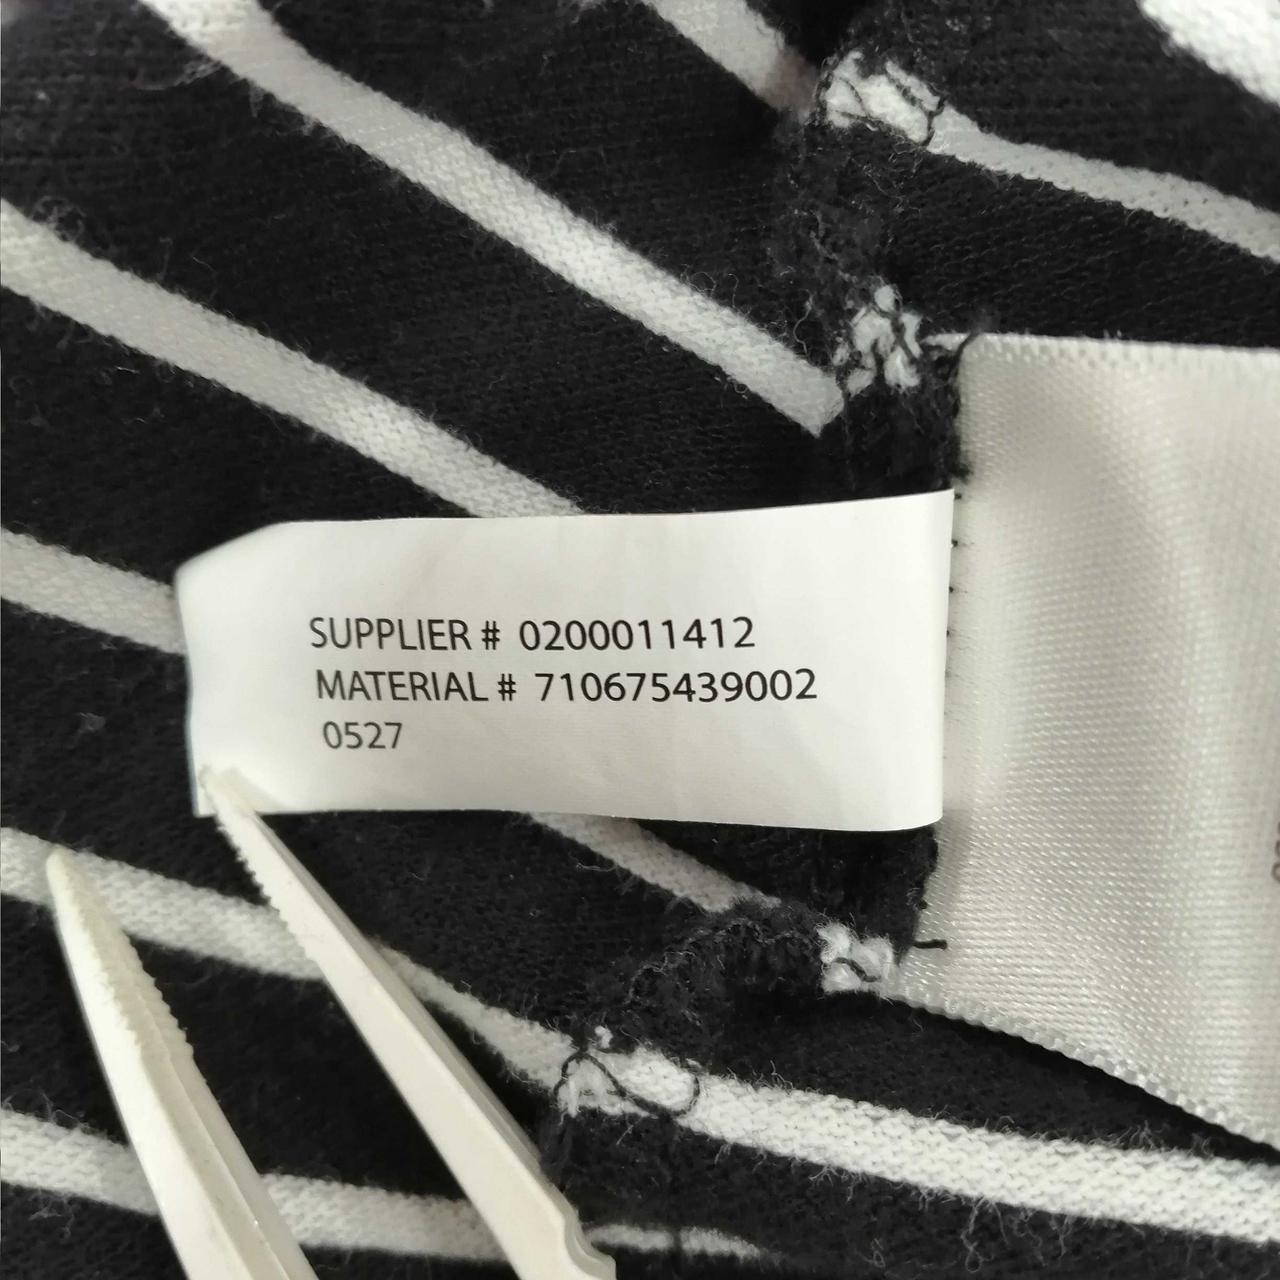 SUPPLIER # 0200011412
MATERIAL # 710675439002
0527